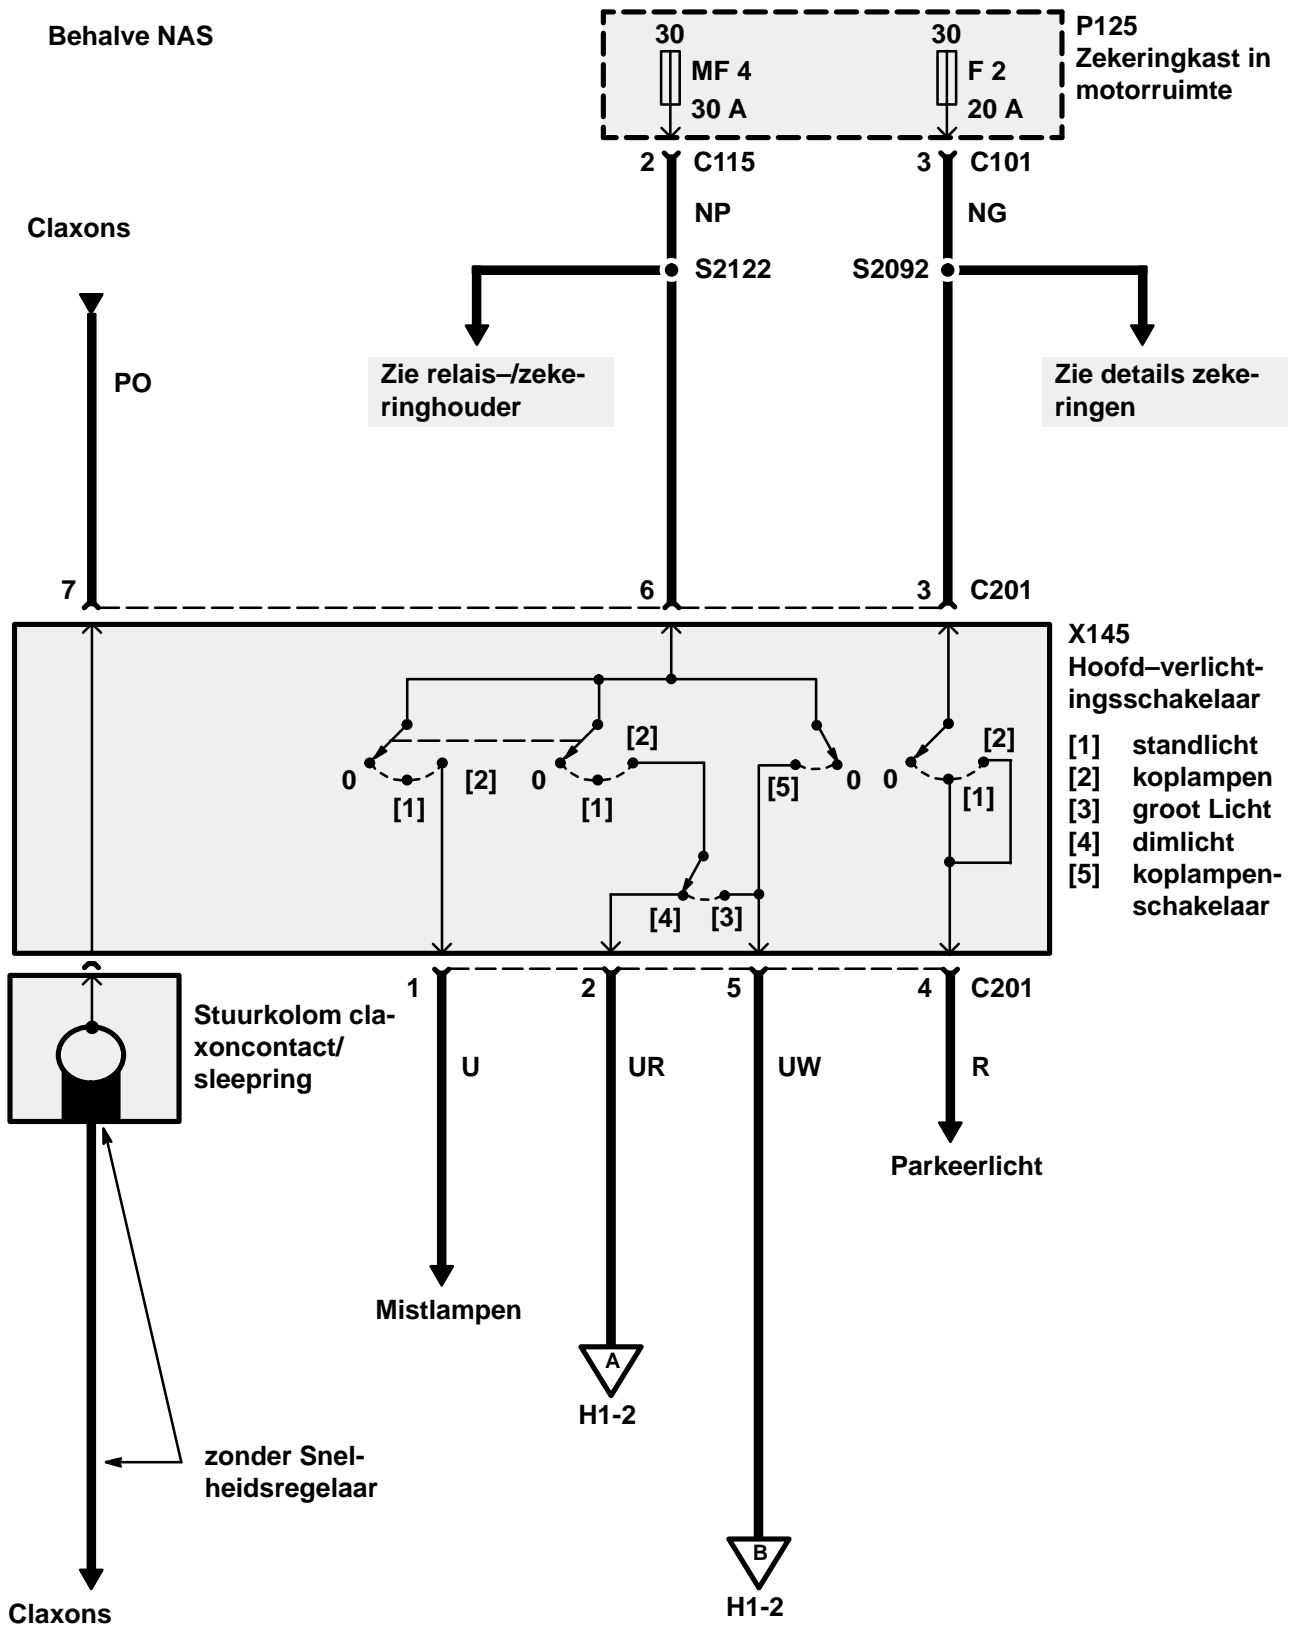 Behalve NAS
30
30
P125
Zekeringkast in
motorruimte
MF 4
30 A
F 2
20 A
2
C115
3
C101
NP
NG
Claxons
S2122
S2092
PO
Zie relais–/zeke-
ringhouder
Zie details zeke-
ringen
7
6
3
C201
X145
Hoofd–verlicht-
ingsschakelaar
[1] standlicht
[2] koplampen
[3] groot Licht
[4] dimlicht
[5] koplampen-
schakelaar
0
[1]
[2]
0
[1]
[2]
[5]
0
0
[1]
[2]
[4]
[3]
1
2
5
4
C201
Stuurkolom cla-
xoncontact/
sleepring
U
UR
UW
R
Parkeerlicht
Mistlampen
A
H1-2
zonder Snel-
heidsregelaar
B
H1-2
Claxons